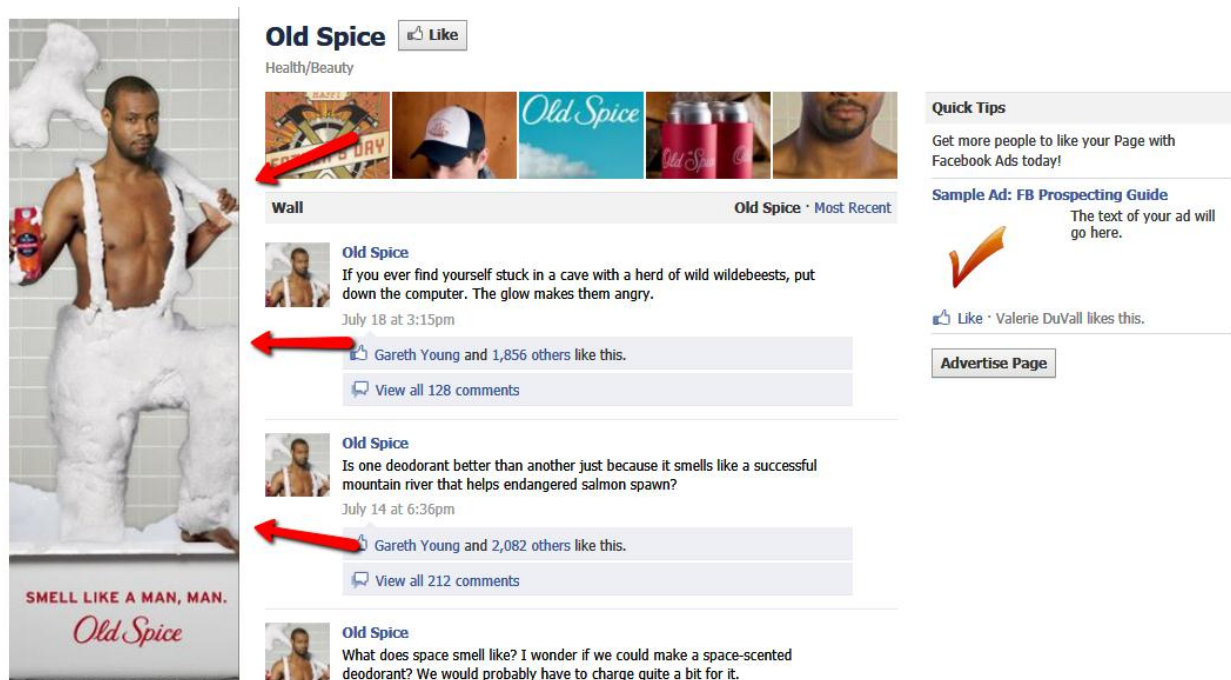 Old Spice Like
Health/Beauty
HAPPY
FATHER'S DAY
Old Spice
Old Spice
Wall
Old Spice · Most Recent
Old Spice
If you ever find yourself stuck in a cave with a herd of wild wildebeests, put
down the computer. The glow makes them angry.
July 18 at 3:15pm
Gareth Young and 1,856 others like this.
View all 128 comments
Old Spice
Is one deodorant better than another just because it smells like a successful
mountain river that helps endangered salmon spawn?
July 14 at 6:36pm
Gareth Young and 2,082 others like this.
View all 212 comments
Old Spice
What does space smell like? I wonder if we could make a space-scented
deodorant? We would probably have to charge quite a bit for it.
SMELL LIKE A MAN, MAN.
Old Spice
Quick Tips
Get more people to like your Page with
Facebook Ads today!
Sample Ad: FB Prospecting Guide
The text of your ad will
go here.
Like · Valerie DuVall likes this.
Advertise Page